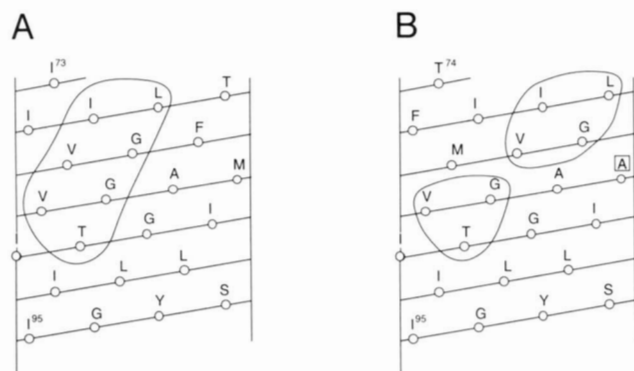 A
B
I73
T74
I I L T
F I I L
V G F
M V G
V G A M
V G A A
I T G I
I T G I
I L L
I L L
I95 G Y S
I95 G Y S